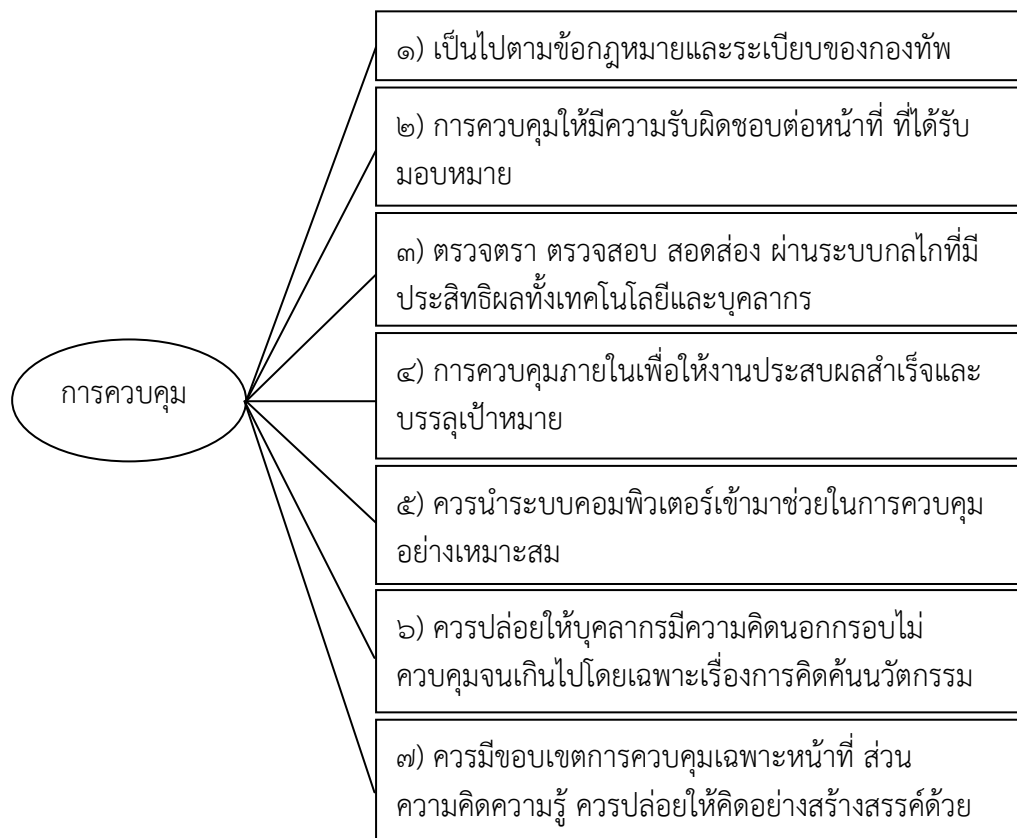 ๑) เป็นไปตามข้อกฎหมายและระเบียบของกองทัพ
๒) การควบคุมให้มีความรับผิดชอบต่อหน้าที่ ที่ได้รับ
มอบหมาย
๓) ตรวจตรา ตรวจสอบ สอดส่อง ผ่านระบบกลไกที่มี
ประสิทธิผลทั้งเทคโนโลยีและบุคลากร
การควบคุม
๔) การควบคุมภายในเพื่อให้งานประสบผลสำเร็จและ
บรรลุเป้าหมาย
๕) ควรนำระบบคอมพิวเตอร์เข้ามาช่วยในการควบคุม
อย่างเหมาะสม
๖) ควรปล่อยให้บุคลากรมีความคิดนอกกรอบไม่
ควบคุมจนเกินไปโดยเฉพาะเรื่องการคิดค้นนวัตกรรม
๗) ควรมีขอบเขตการควบคุมเฉพาะหน้าที่ ส่วน
ความคิดความรู้ ควรปล่อยให้คิดอย่างสร้างสรรค์ด้วย